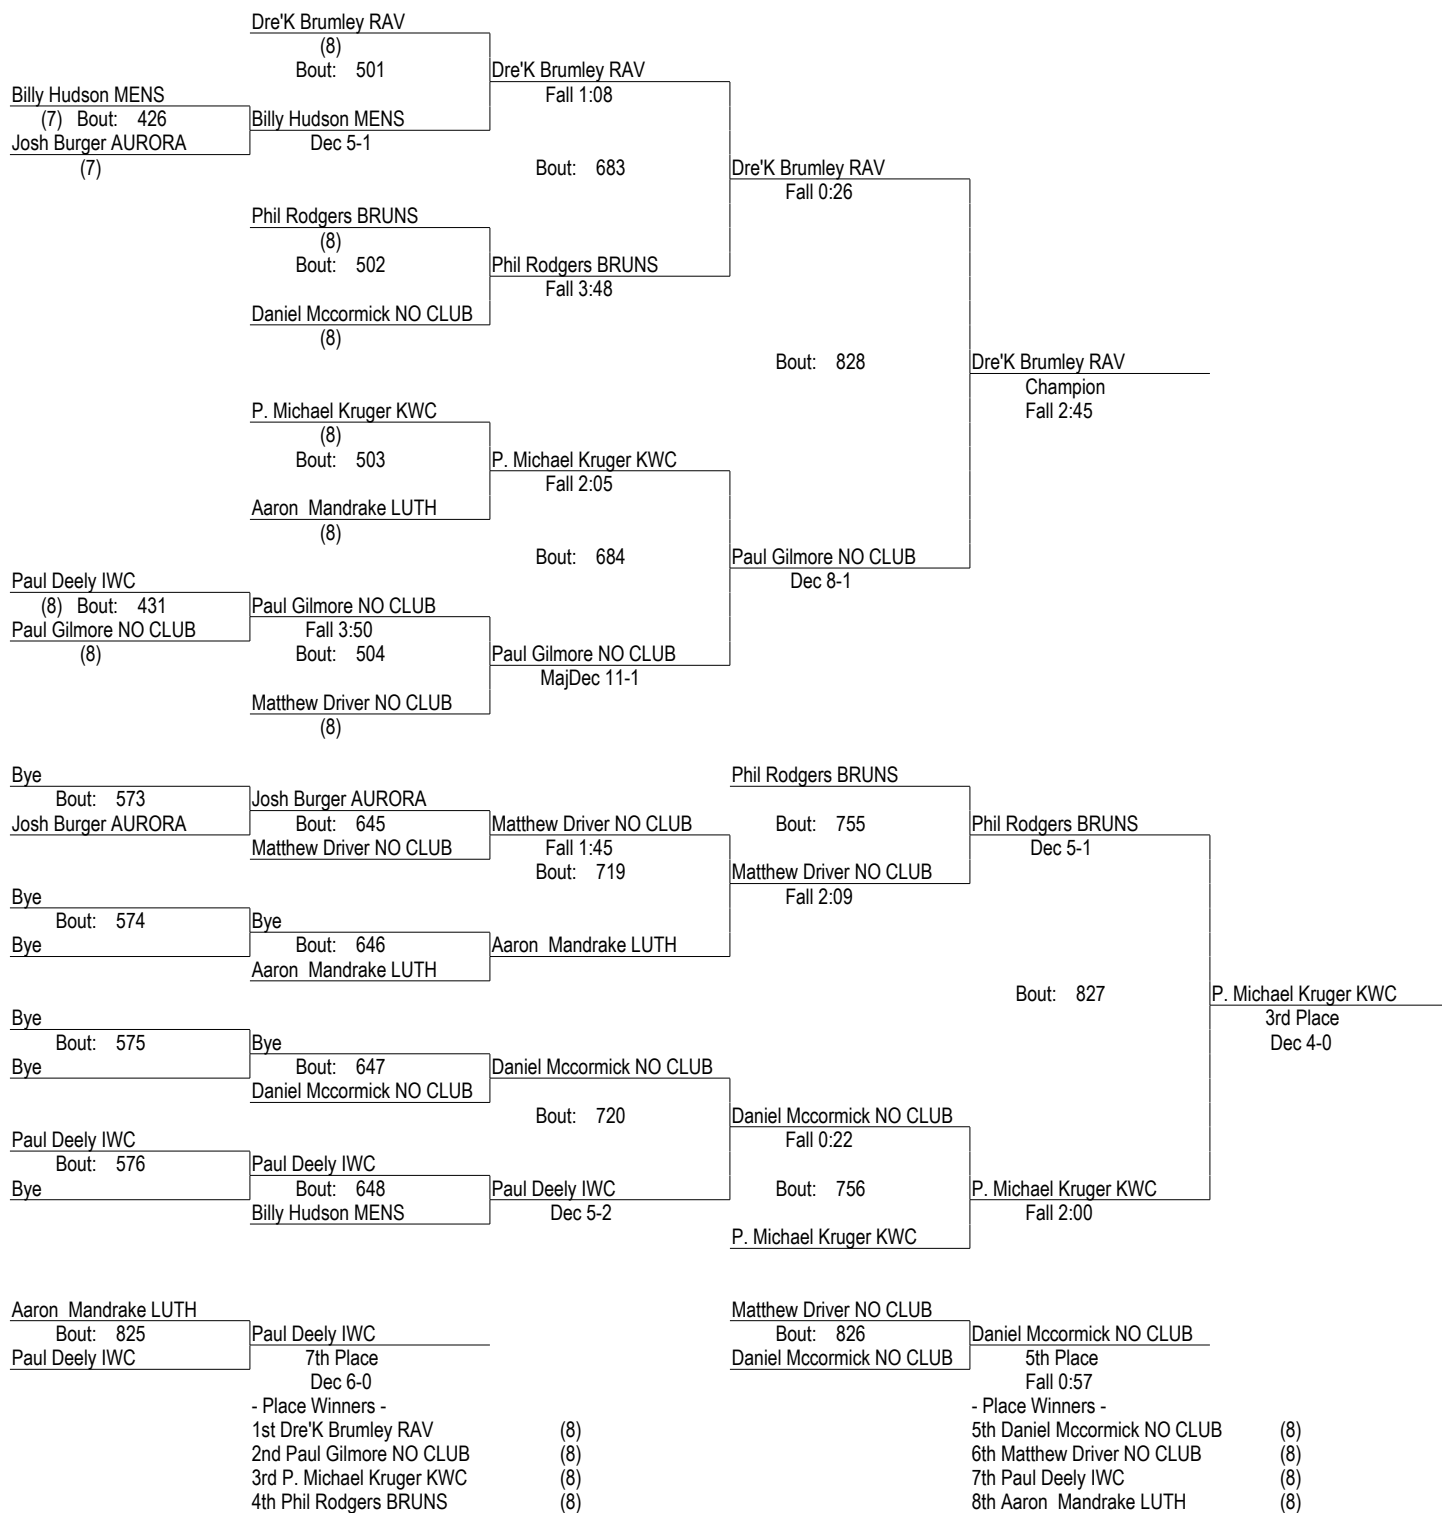 Dre'K Brumley RAV
(8)
Bout: 501
Dre'K Brumley RAV
Billy Hudson MENS
Fall 1:08
(7) Bout: 426
Billy Hudson MENS
Josh Burger AURORA
Dec 5-1
(7)
Bout: 683
Dre'K Brumley RAV
Fall 0:26
Phil Rodgers BRUNS
(8)
Bout: 502
Phil Rodgers BRUNS
Fall 3:48
Daniel Mccormick NO CLUB
(8)
Bout: 828
Dre'K Brumley RAV
Champion
Fall 2:45
P. Michael Kruger KWC
(8)
Bout: 503
P. Michael Kruger KWC
Fall 2:05
Aaron Mandrake LUTH
(8)
Bout: 684
Paul Gilmore NO CLUB
Dec 8-1
Paul Deely IWC
(8) Bout: 431
Paul Gilmore NO CLUB
Paul Gilmore NO CLUB
Fall 3:50
(8)
Bout: 504
Paul Gilmore NO CLUB
MajDec 11-1
Matthew Driver NO CLUB
(8)
Bye
Phil Rodgers BRUNS
Bout: 573
Josh Burger AURORA
Josh Burger AURORA
Bout: 645
Matthew Driver NO CLUB
Bout: 755
Phil Rodgers BRUNS
Matthew Driver NO CLUB
Fall 1:45
Dec 5-1
Bout: 719
Matthew Driver NO CLUB
Bye
Fall 2:09
Bout: 574
Bye
Bye
Bout: 646
Aaron Mandrake LUTH
Aaron Mandrake LUTH
Bout: 827
P. Michael Kruger KWC
Bye
3rd Place
Bout: 575
Bye
Dec 4-0
Bye
Bout: 647
Daniel Mccormick NO CLUB
Daniel Mccormick NO CLUB
Bout: 720
Daniel Mccormick NO CLUB
Paul Deely IWC
Fall 0:22
Bout: 576
Paul Deely IWC
Bye
Bout: 648
Paul Deely IWC
Bout: 756
P. Michael Kruger KWC
Billy Hudson MENS
Dec 5-2
Fall 2:00
P. Michael Kruger KWC
Aaron Mandrake LUTH
Matthew Driver NO CLUB
Bout: 825
Paul Deely IWC
Bout: 826
Daniel Mccormick NO CLUB
Paul Deely IWC
7th Place
Daniel Mccormick NO CLUB
5th Place
Dec 6-0
Fall 0:57
- Place Winners -
1st Dre'K Brumley RAV (8)
2nd Paul Gilmore NO CLUB (8)
3rd P. Michael Kruger KWC (8)
4th Phil Rodgers BRUNS (8)
- Place Winners -
5th Daniel Mccormick NO CLUB (8)
6th Matthew Driver NO CLUB (8)
7th Paul Deely IWC (8)
8th Aaron Mandrake LUTH (8)